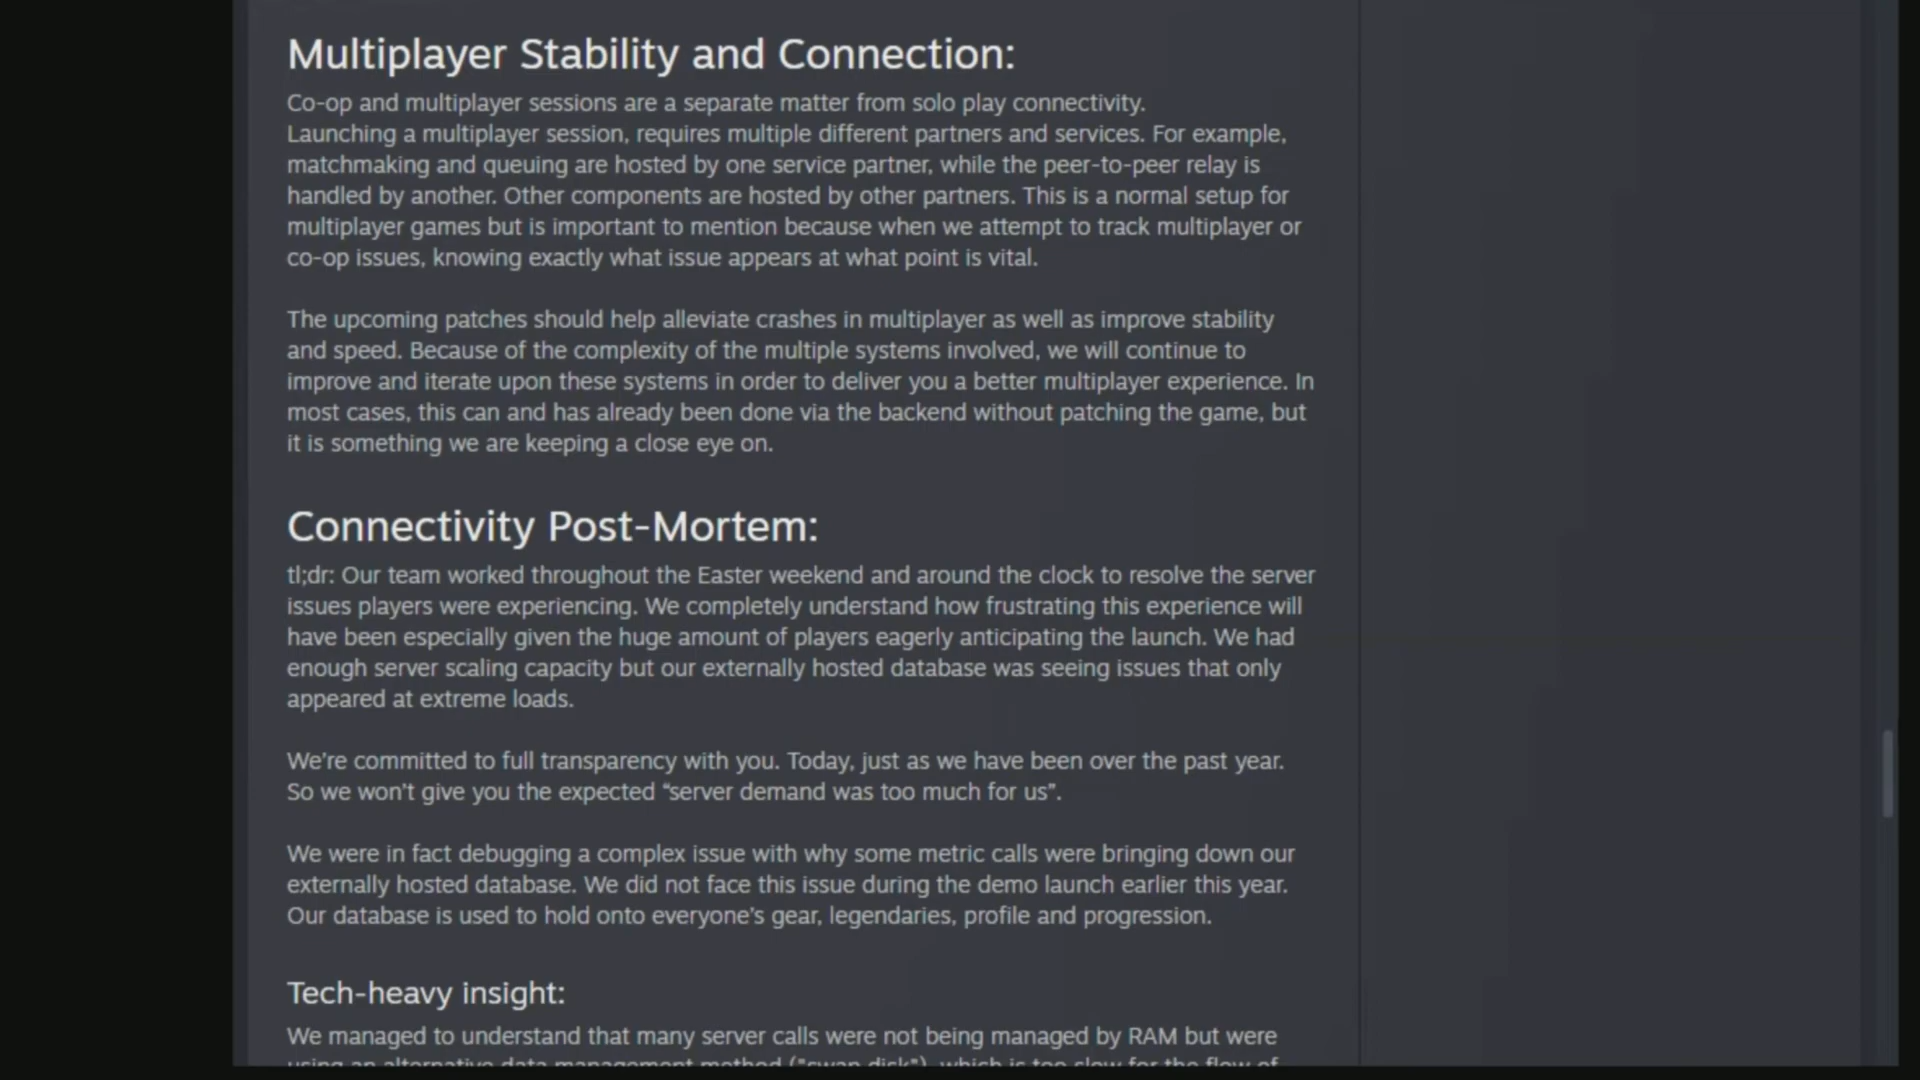 Multiplayer Stability and Connection:
Co-op and multiplayer sessions are a separate matter from solo play connectivity.
Launching a multiplayer session, requires multiple different partners and services. For example,
matchmaking and queuing are hosted by one service partner, while the peer-to-peer relay is
handled by another. Other components are hosted by other partners. This is a normal setup for
multiplayer games but is important to mention because when we attempt to track multiplayer or
co-op issues, knowing exactly what issue appears at what point is vital.
The upcoming patches should help alleviate crashes in multiplayer as well as improve stability
and speed. Because of the complexity of the multiple systems involved, we will continue to
improve and iterate upon these systems in order to deliver you a better multiplayer experience. In
most cases, this can and has already been done via the backend without patching the game, but
it is something we are keeping a close eye on.
Connectivity Post-Mortem:
tl;dr: Our team worked throughout the Easter weekend and around the clock to resolve the server
issues players were experiencing. We completely understand how frustrating this experience will
have been especially given the huge amount of players eagerly anticipating the launch. We had
enough server scaling capacity but our externally hosted database was seeing issues that only
appeared at extreme loads.
We're committed to full transparency with you. Today, just as we have been over the past year.
So we won't give you the expected “server demand was too much for us”.
We were in fact debugging a complex issue with why some metric calls were bringing down our
externally hosted database. We did not face this issue during the demo launch earlier this year.
Our database is used to hold onto everyone's gear, legendaries, profile and progression.
Tech-heavy insight:
We managed to understand that many server calls were not being managed by RAM but were
using an alternative data management method ("swap disk"), which is too slow for the flow of